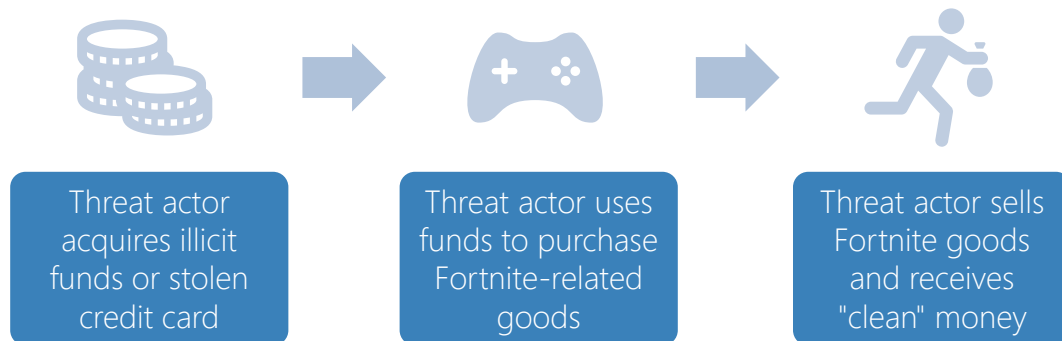 Threat actor
acquires illicit
funds or stolen
credit card
Threat actor uses
funds to purchase
Fortnite-related
goods
Threat actor sells
Fortnite goods
and receives
"clean" money